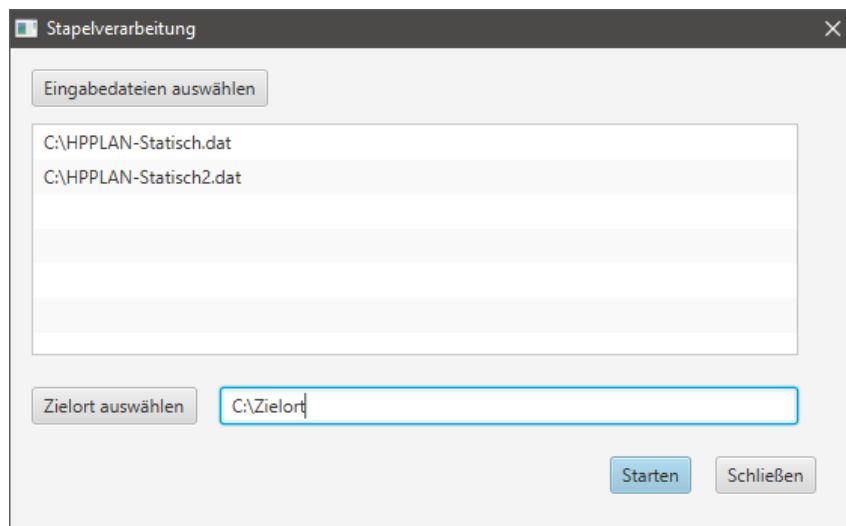 Stapelverarbeitung
Eingabedateien auswählen
C:\HPPLAN-Statisch.dat
C:\HPPLAN-Statisch2.dat
Zielort auswählen
C:\Zielort
Starten
Schließen